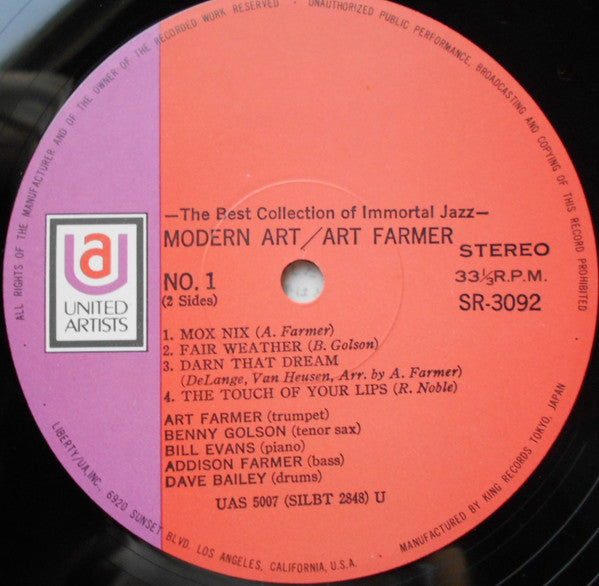 ALL RIGHTS OF THE MANUFACTURER AND OF THE OWNER OF THE RECORDED WORK RESERVED • UNAUTHORIZED PUBLIC PERFORMANCE, BROADCASTING AND COPYING OF THIS RECORD PROHIBITED
—The Best Collection of Immortal Jazz—
MODERN ART/ART FARMER
STEREO
33⅓R.P.M.
SR-3092
NO.1
(2 Sides)
UA
UNITED
ARTISTS
1. MOX NIX (A. Farmer)
2. FAIR WEATHER (B. Golson)
3. DARN THAT DREAM
(DeLange, Van Heusen, Arr. by A. Farmer)
4. THE TOUCH OF YOUR LIPS (R. Noble)
ART FARMER (trumpet)
BENNY GOLSON (tenor sax)
BILL EVANS (piano)
ADDISON FARMER (bass)
DAVE BAILEY (drums)
UAS 5007 (SILBT 2848) U
LIBERTY/UA, INC., 6920 SUNSET BLVD, LOS ANGELES, CALIFORNIA, U.S.A. • MANUFACTURED BY KING RECORDS TOKYO, JAPAN